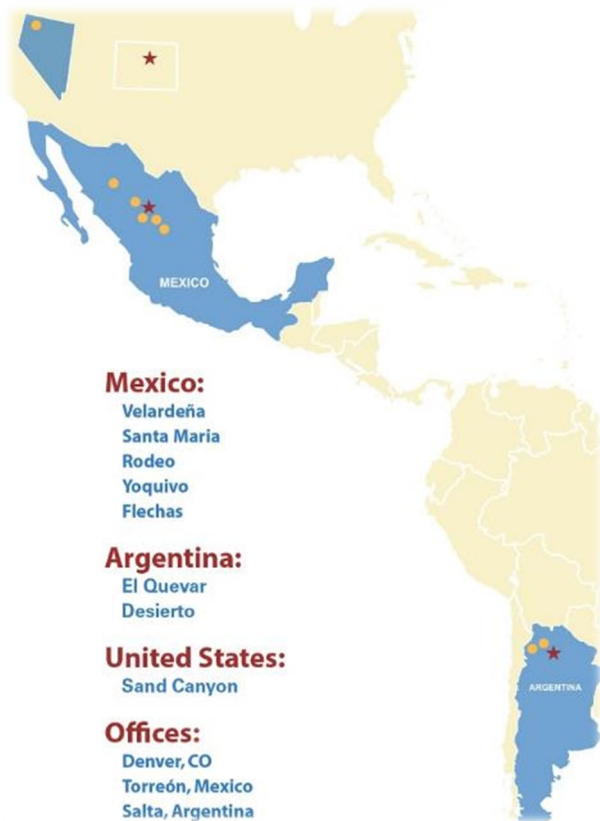 MEXICO
Mexico:
Velardeña
Santa Maria
Rodeo
Yoquivo
Flechas
Argentina:
El Quevar
Desierto
United States:
Sand Canyon
ARGENTINA
Offices:
Denver, CO
Torreón, Mexico
Salta, Argentina